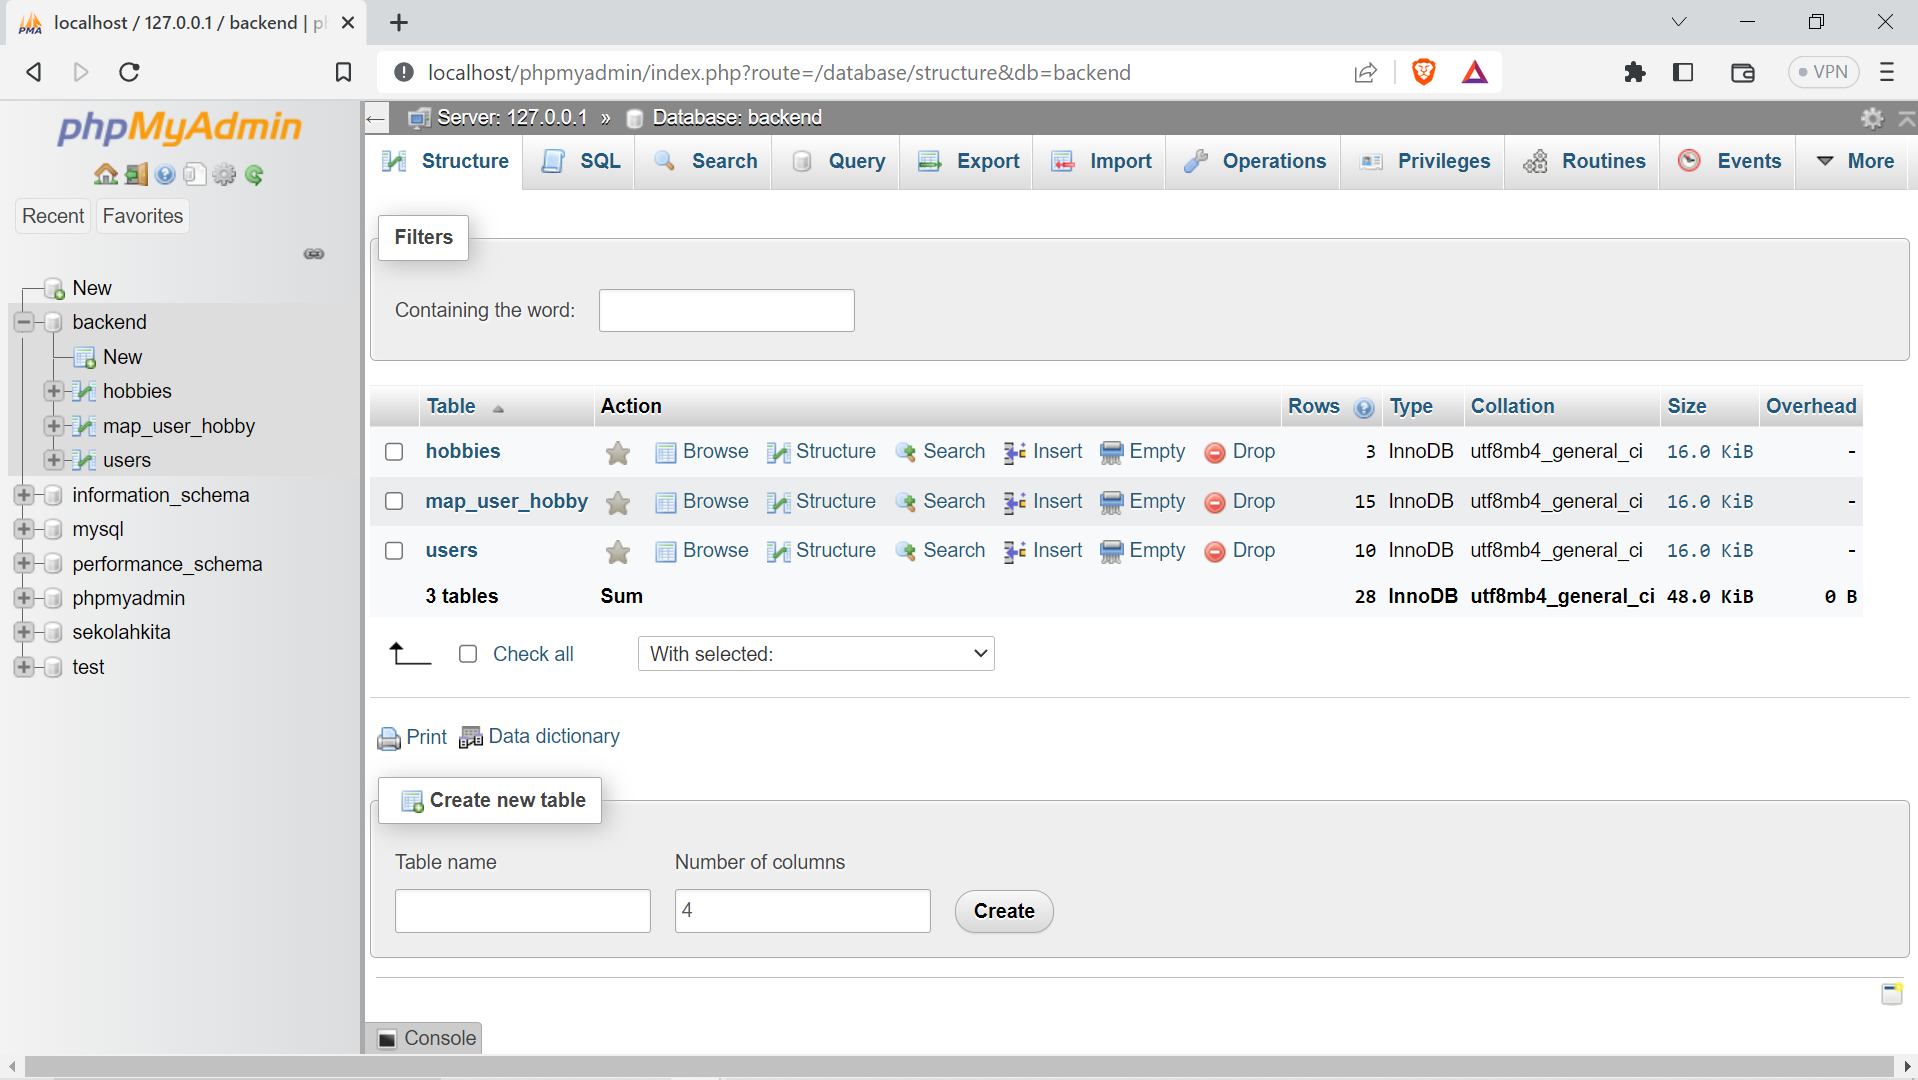 localhost / 127.0.0.1 / backend | p
localhost/phpmyadmin/index.php?route=/database/structure&db=backend
VPN
phpMyAdmin
Recent Favorites
New
backend
New
hobbies
map_user_hobby
users
information_schema
mysql
performance_schema
phpmyadmin
sekolahkita
test
Server: 127.0.0.1 » Database: backend
Structure SQL Search Query Export Import Operations Privileges Routines Events More
Filters
Containing the word:
Table Action Rows Type Collation Size Overhead
hobbies Browse Structure Search Insert Empty Drop 3 InnoDB utf8mb4_general_ci 16.0 KiB -
map_user_hobby Browse Structure Search Insert Empty Drop 15 InnoDB utf8mb4_general_ci 16.0 KiB -
users Browse Structure Search Insert Empty Drop 10 InnoDB utf8mb4_general_ci 16.0 KiB -
3 tables Sum 28 InnoDB utf8mb4_general_ci 48.0 KiB 0 B
Check all With selected:
Print Data dictionary
Create new table
Table name Number of columns
4 Create
Console